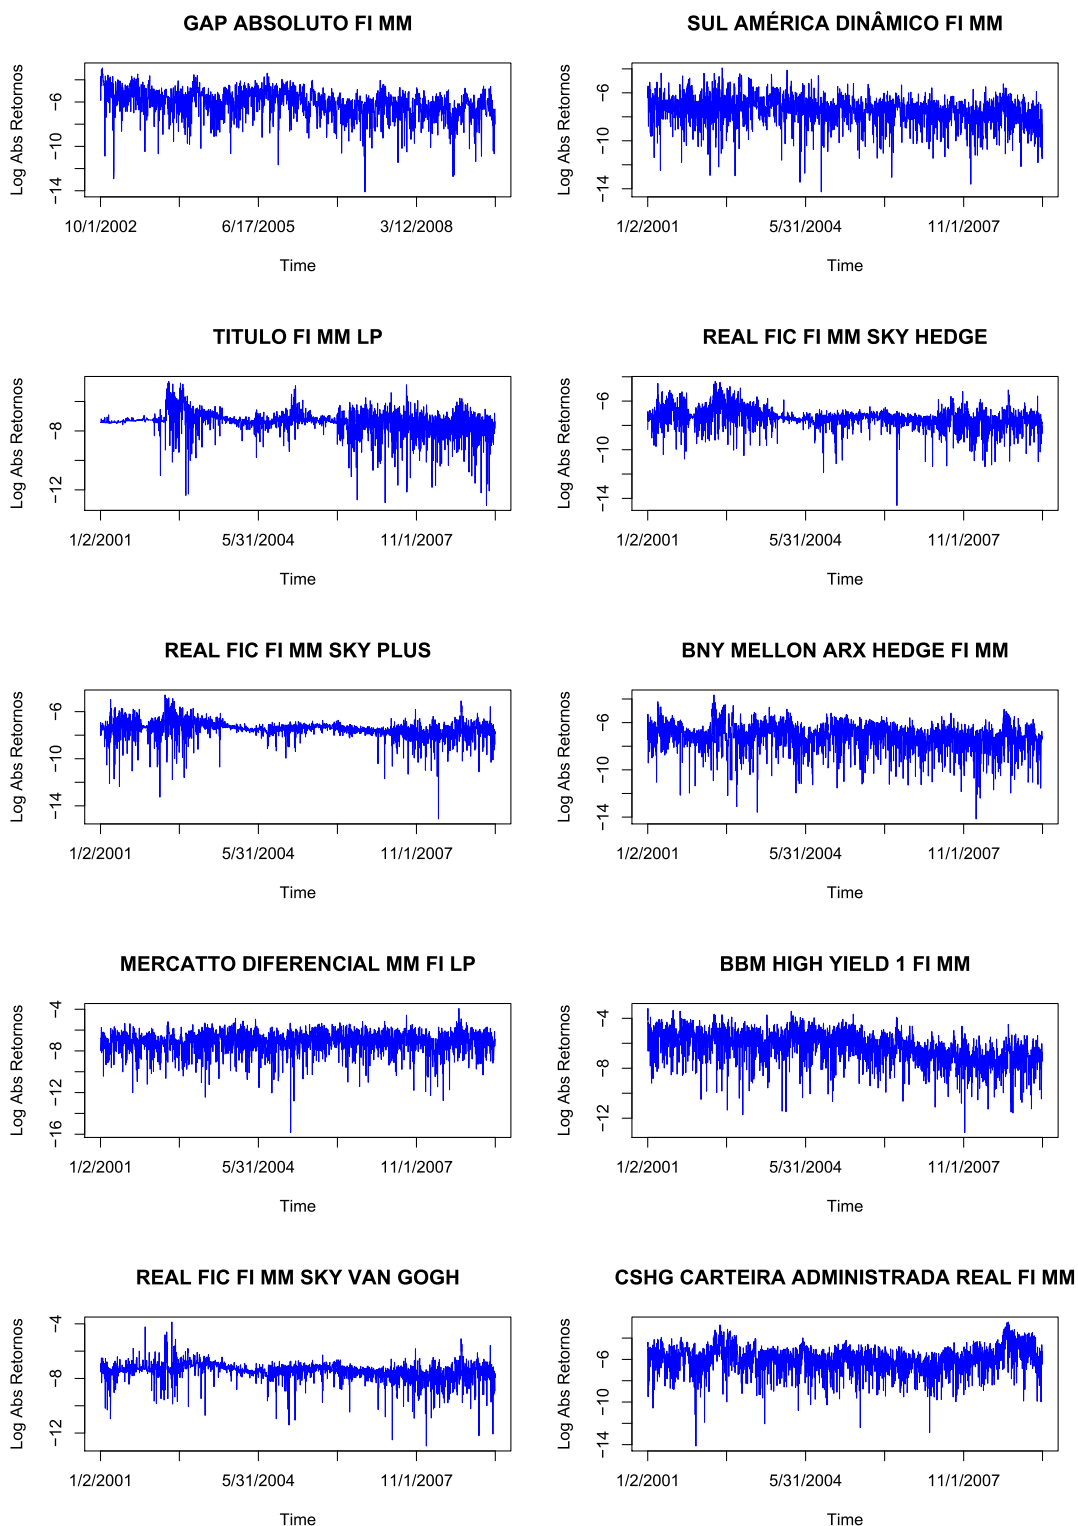 GAP ABSOLUTO FI MM
Log Abs Retornos
−6
−10
−14
10/1/2002 6/17/2005 3/12/2008
Time
SUL AMÉRICA DINÂMICO FI MM
Log Abs Retornos
−6
−10
−14
1/2/2001 5/31/2004 11/1/2007
Time
TITULO FI MM LP
Log Abs Retornos
−8
−12
1/2/2001 5/31/2004 11/1/2007
Time
REAL FIC FI MM SKY HEDGE
Log Abs Retornos
−6
−10
−14
1/2/2001 5/31/2004 11/1/2007
Time
REAL FIC FI MM SKY PLUS
Log Abs Retornos
−6
−10
−14
1/2/2001 5/31/2004 11/1/2007
Time
BNY MELLON ARX HEDGE FI MM
Log Abs Retornos
−6
−10
−14
1/2/2001 5/31/2004 11/1/2007
Time
MERCATTO DIFERENCIAL MM FI LP
Log Abs Retornos
−4
−8
−12
−16
1/2/2001 5/31/2004 11/1/2007
Time
BBM HIGH YIELD 1 FI MM
Log Abs Retornos
−4
−8
−12
1/2/2001 5/31/2004 11/1/2007
Time
REAL FIC FI MM SKY VAN GOGH
Log Abs Retornos
−4
−8
−12
1/2/2001 5/31/2004 11/1/2007
Time
CSHG CARTEIRA ADMINISTRADA REAL FI MM
Log Abs Retornos
−6
−10
−14
1/2/2001 5/31/2004 11/1/2007
Time